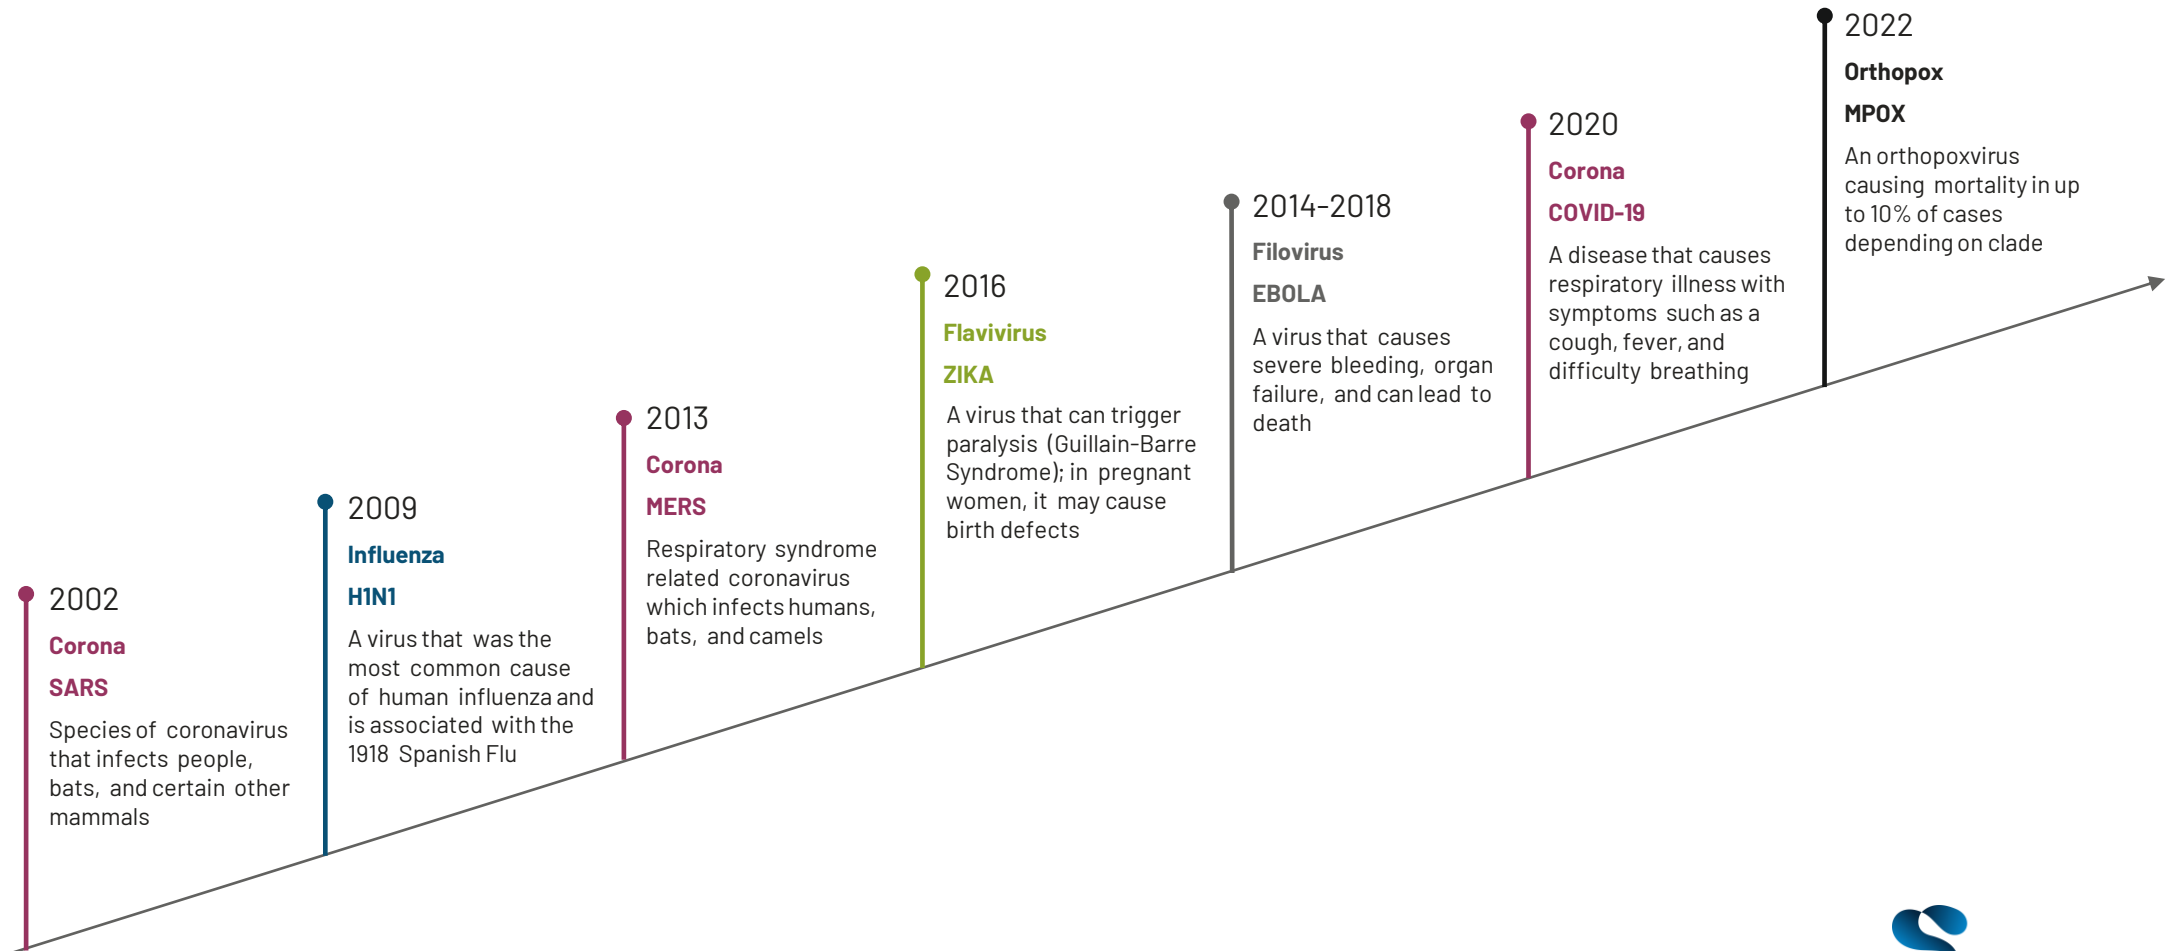 2002
Corona
SARS
Species of coronavirus
that infects people,
bats, and certain other
mammals
2009
Influenza
H1N1
A virus that was the
most common cause
of human influenza and
is associated with the
1918 Spanish Flu
2013
Corona
MERS
Respiratory syndrome
related coronavirus
which infects humans,
bats, and camels
2016
Flavivirus
ZIKA
A virus that can trigger
paralysis (Guillain-Barre
Syndrome); in pregnant
women, it may cause
birth defects
2014-2018
Filovirus
EBOLA
A virus that causes
severe bleeding, organ
failure, and can lead to
death
2020
Corona
COVID-19
A disease that causes
respiratory illness with
symptoms such as a
cough, fever, and
difficulty breathing
2022
Orthopox
MPOX
An orthopoxvirus
causing mortality in up
to 10% of cases
depending on clade